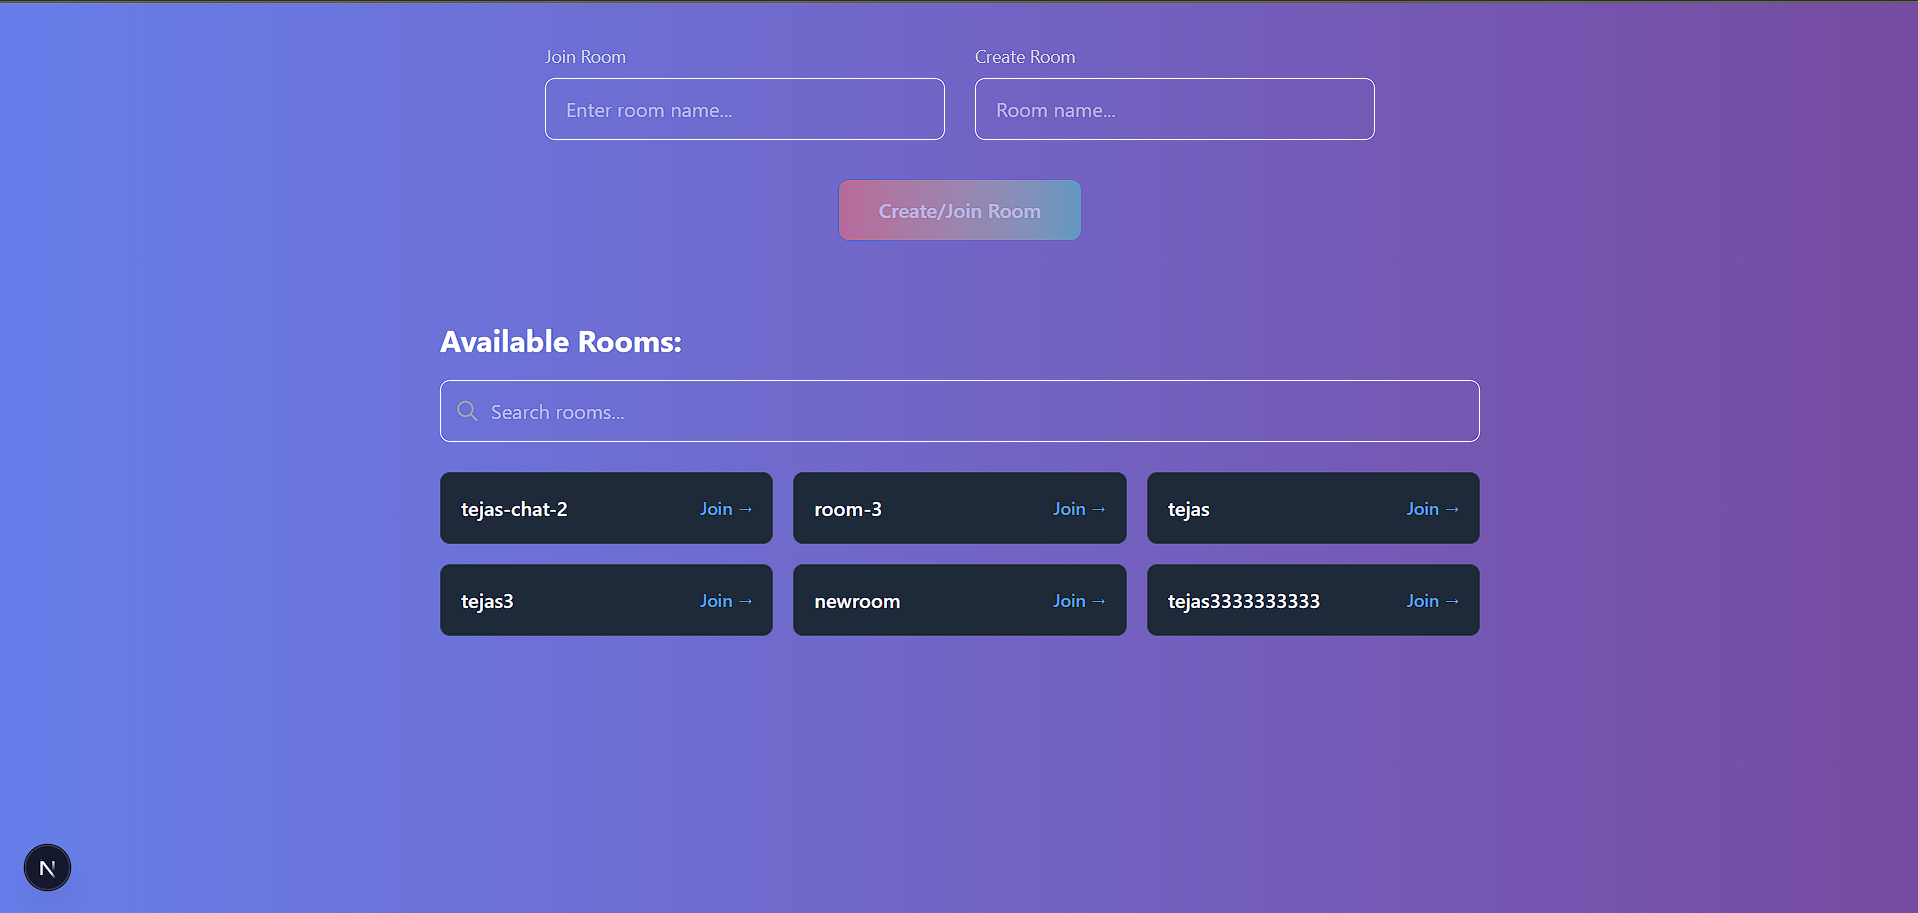 Join Room
Create Room
Enter room name...
Room name...
Create/Join Room
Available Rooms:
Search rooms...
tejas-chat-2 Join →
room-3 Join →
tejas Join →
tejas3 Join →
newroom Join →
tejas3333333333 Join →
N